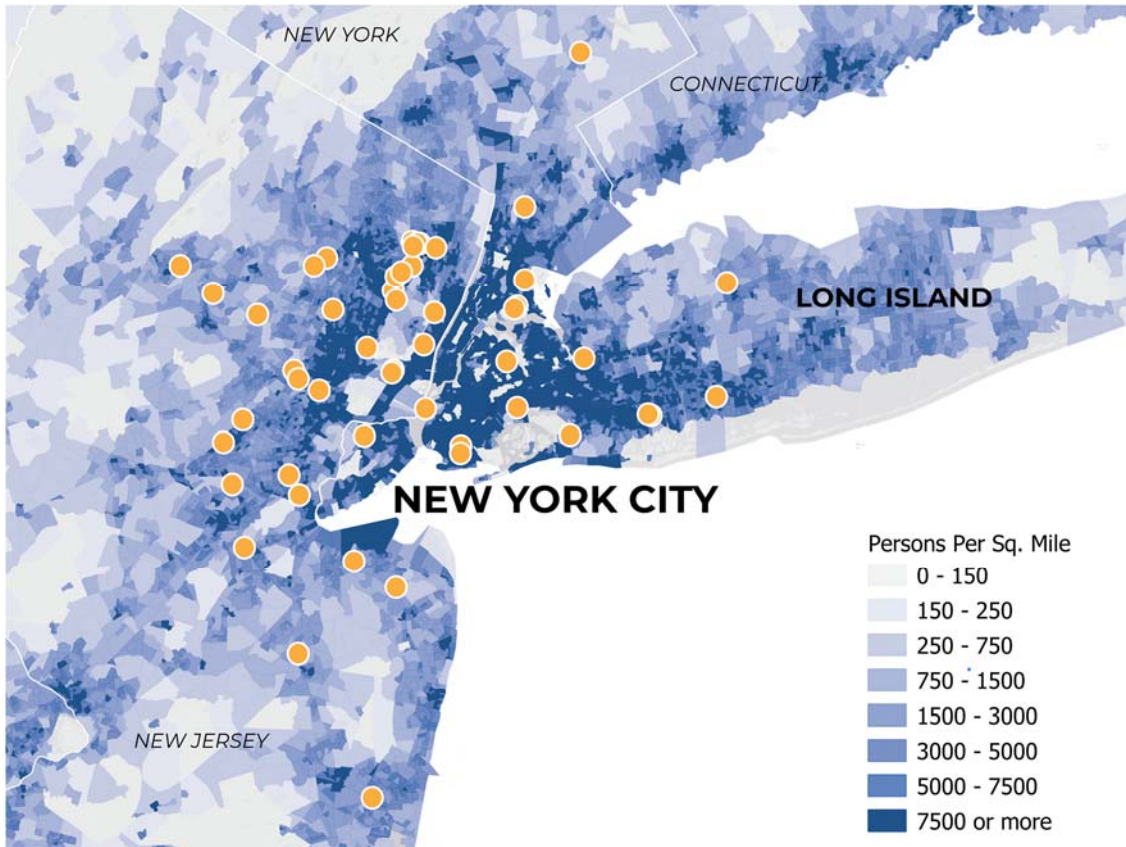 NEW YORK
CONNECTICUT
LONG ISLAND
NEW YORK CITY
NEW JERSEY
Persons Per Sq. Mile
0 - 150
150 - 250
250 - 750
750 - 1500
1500 - 3000
3000 - 5000
5000 - 7500
7500 or more